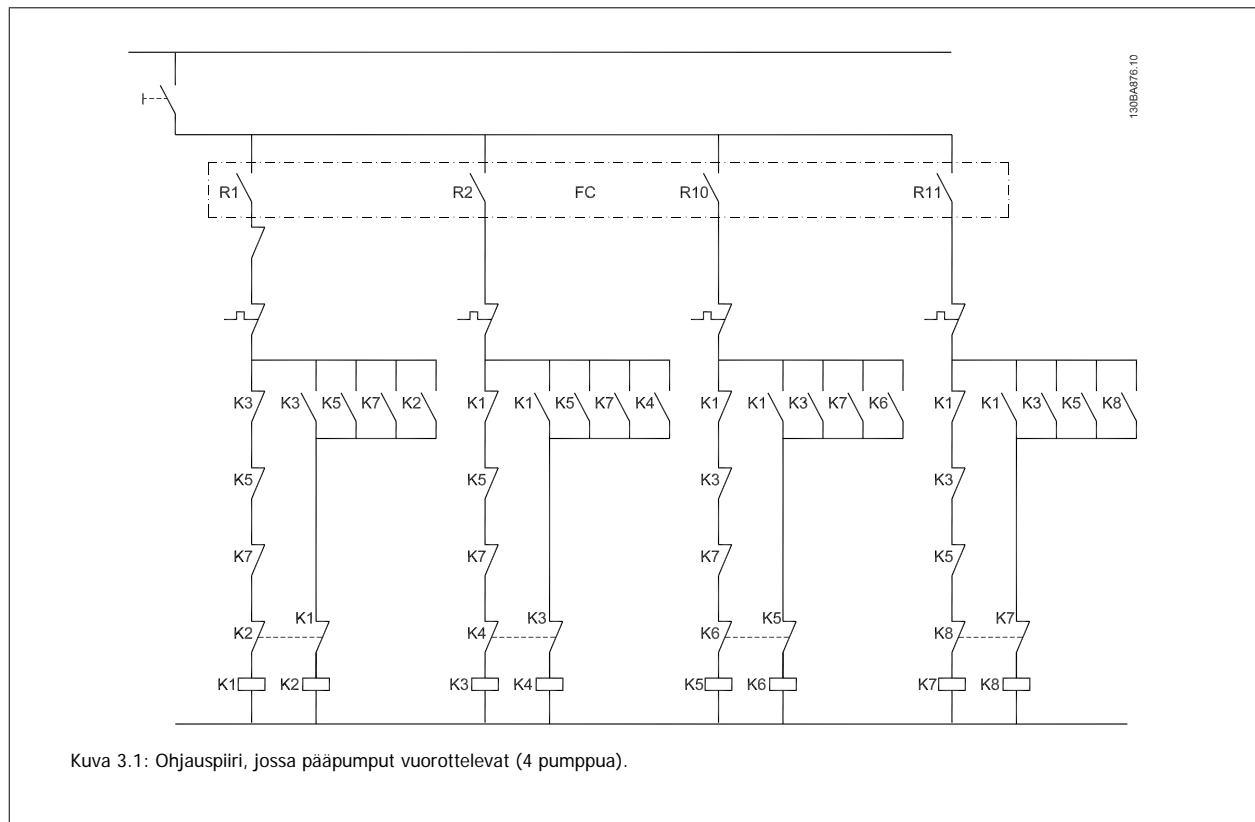 130BA876.10
R1 R2 FC R10 R11
K3 K3 K5 K7 K2 K1 K1 K5 K7 K4 K1 K1 K3 K7 K6 K1 K1 K3 K5 K8
K5 K5 K3 K3
K7 K7 K7 K5
K2 K1 K4 K3 K6 K5 K8 K7
K1 K2 K3 K4 K5 K6 K7 K8
Kuva 3.1: Ohjauspiiri, jossa pääpumput vuorottelevat (4 pumppua).